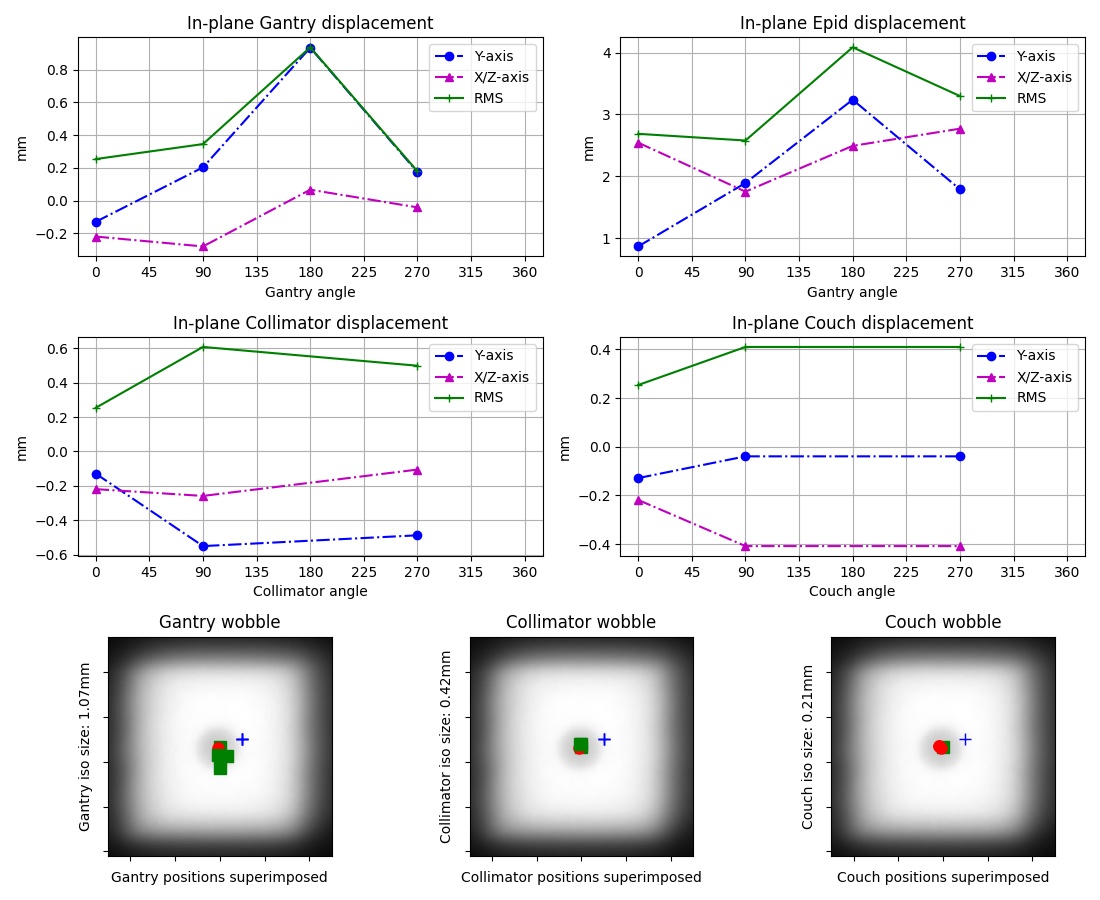 In-plane Gantry displacement
mm
0.8
0.6
0.4
0.2
0.0
−0.2
Y-axis
X/Z-axis
RMS
0 45 90 135 180 225 270 315 360
Gantry angle
In-plane Epid displacement
mm
4
3
2
1
Y-axis
X/Z-axis
RMS
0 45 90 135 180 225 270 315 360
Gantry angle
In-plane Collimator displacement
mm
0.6
0.4
0.2
0.0
−0.2
−0.4
−0.6
Y-axis
X/Z-axis
RMS
0 45 90 135 180 225 270 315 360
Collimator angle
In-plane Couch displacement
mm
0.4
0.2
0.0
−0.2
−0.4
Y-axis
X/Z-axis
RMS
0 45 90 135 180 225 270 315 360
Couch angle
Gantry wobble
Gantry iso size: 1.07mm
Gantry positions superimposed
Collimator wobble
Collimator iso size: 0.42mm
Collimator positions superimposed
Couch wobble
Couch iso size: 0.21mm
Couch positions superimposed